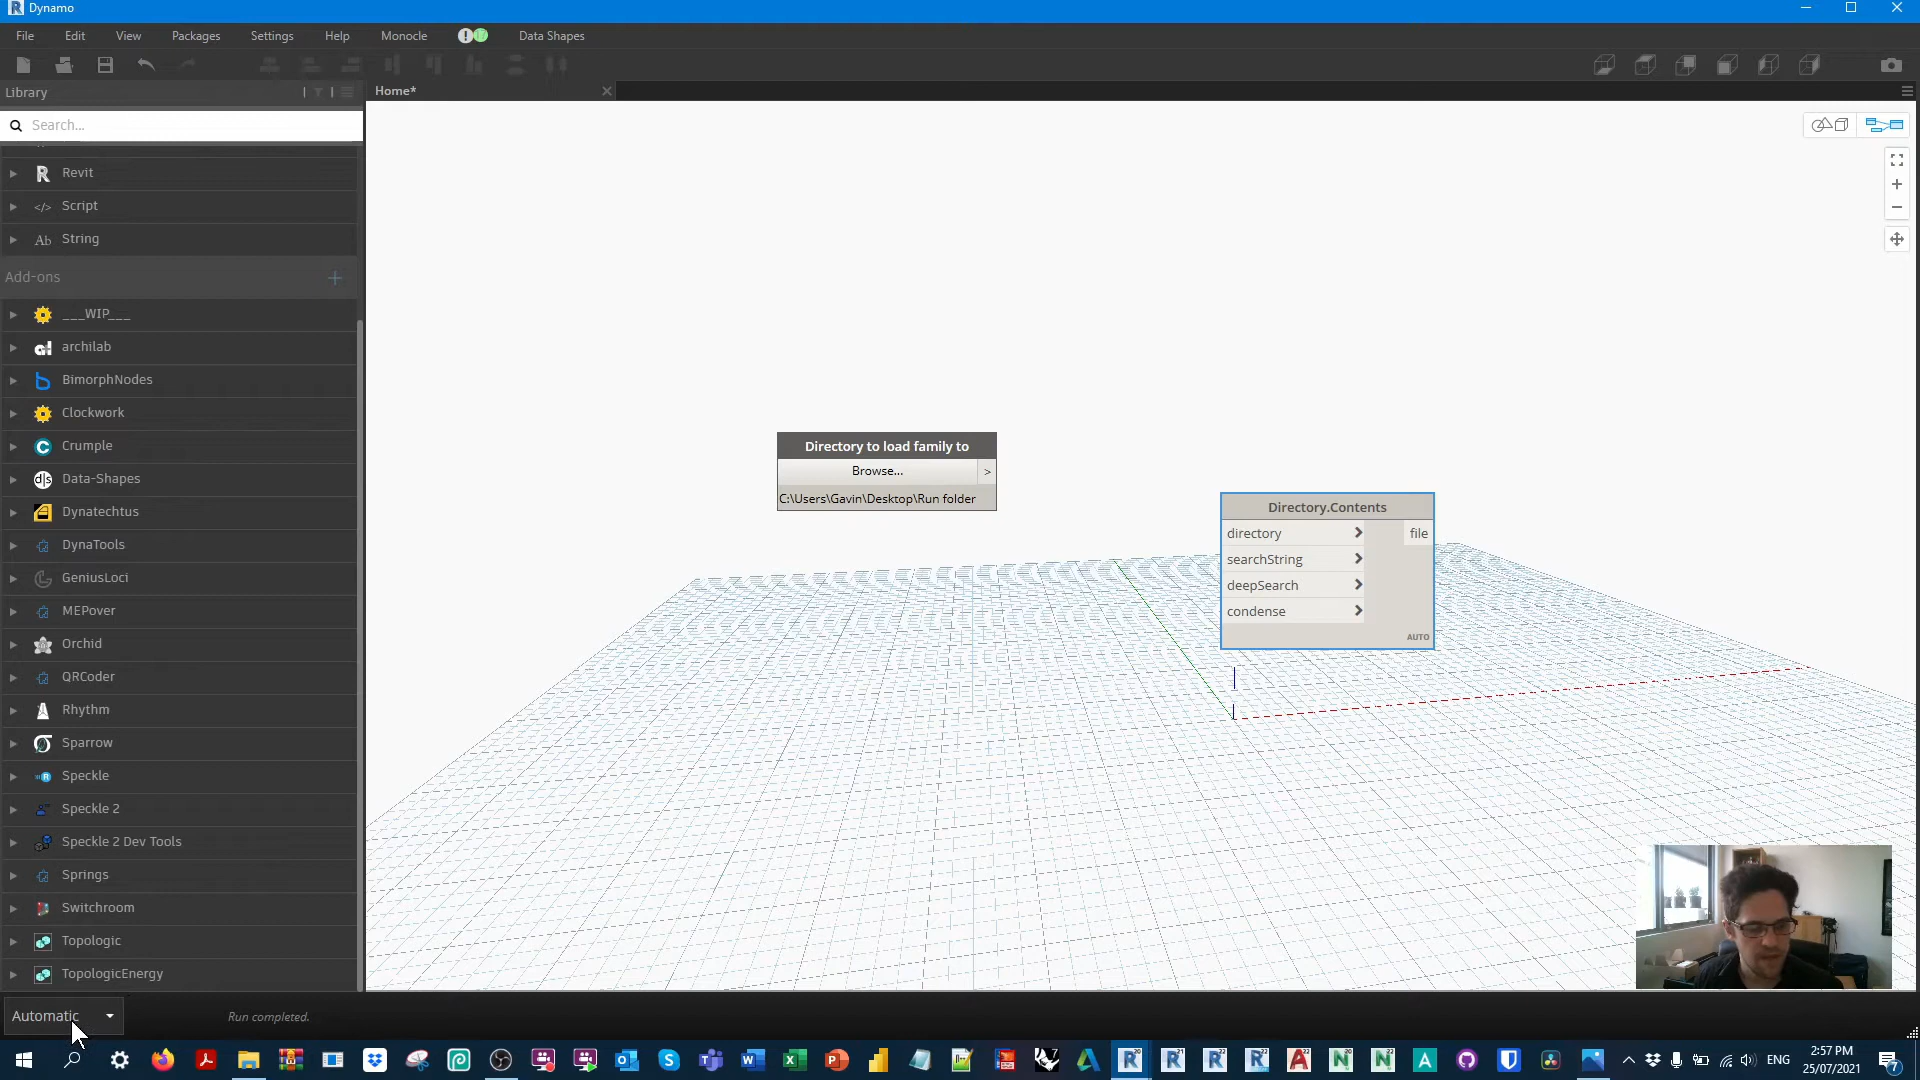 Dynamo
File Edit View Packages Settings Help Monocle Data Shapes
Library
Home*
Search...
Revit
Script
Ab String
Add-ons
___WIP___
archilab
BimorphNodes
Clockwork
Crumple
Data-Shapes
Dynatechtus
DynaTools
GeniusLoci
MEPover
Orchid
QRCoder
Rhythm
Sparrow
Speckle
Speckle 2
Speckle 2 Dev Tools
Springs
Switchroom
Topologic
TopologicEnergy
Directory to load family to
Browse... >
C:\Users\Gavin\Desktop\Run folder
Directory.Contents
directory file
searchString
deepSearch
condense
AUTO
Automatic
Run completed.
ENG
2:57 PM
25/07/2021